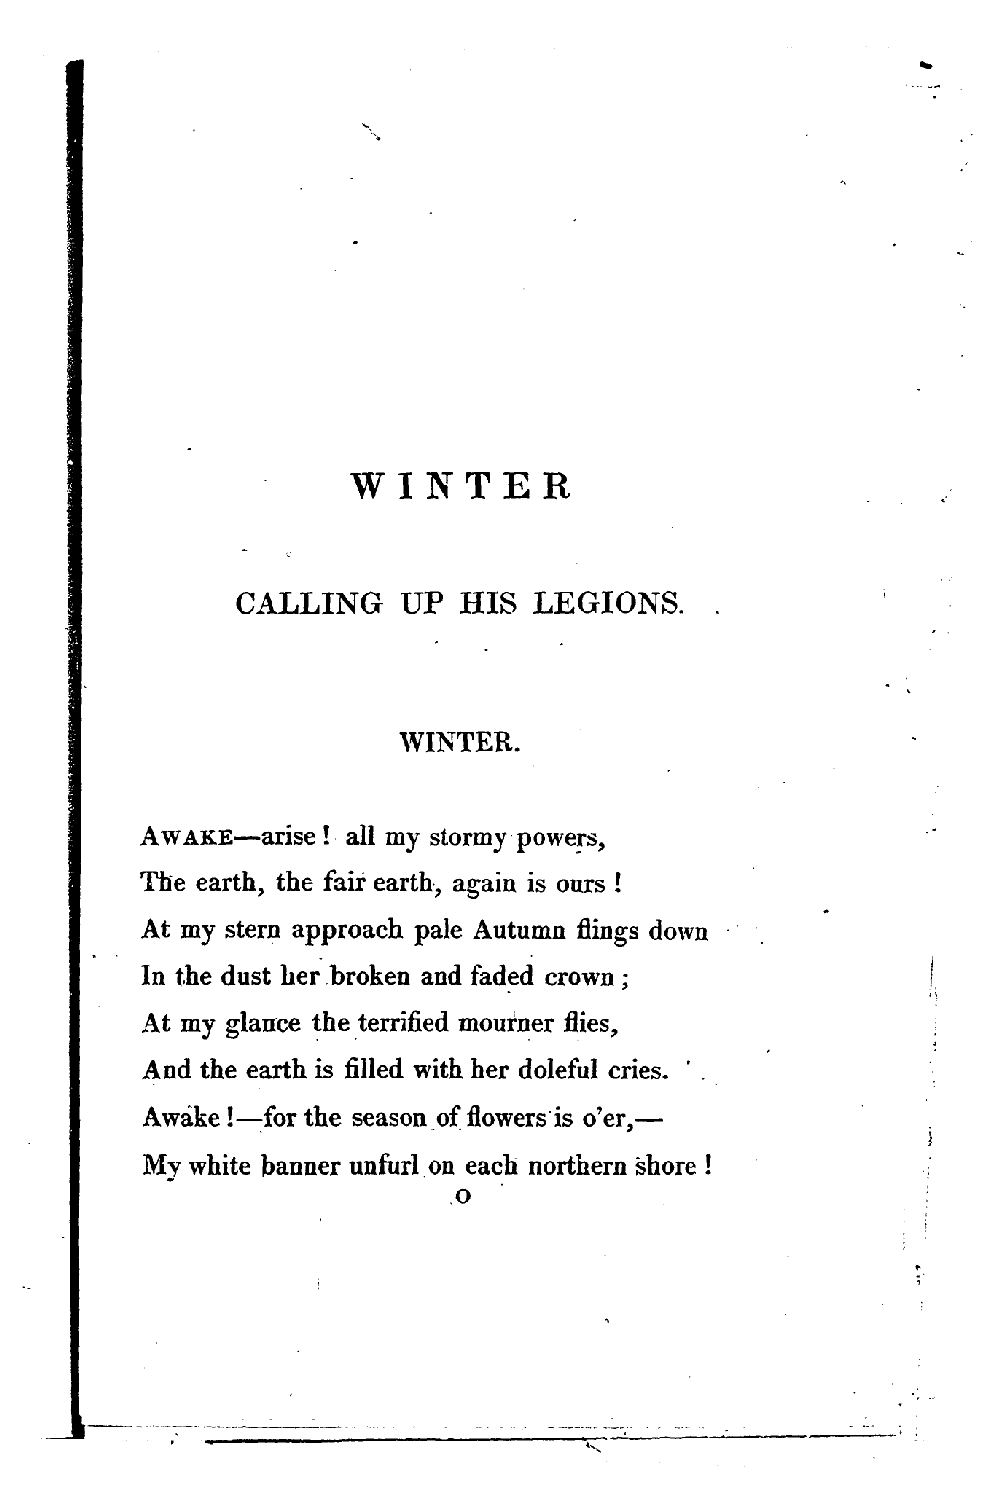 WINTER
CALLING UP HIS LEGIONS.
WINTER.
AWAKE—arise! all my stormy powers,
The earth, the fair earth, again is ours!
At my stern approach pale Autumn flings down
In the dust her broken and faded crown;
At my glance the terrified mourner flies,
And the earth is filled with her doleful cries.
Awake!—for the season of flowers is o'er,—
My white banner unfurl on each northern shore!
O